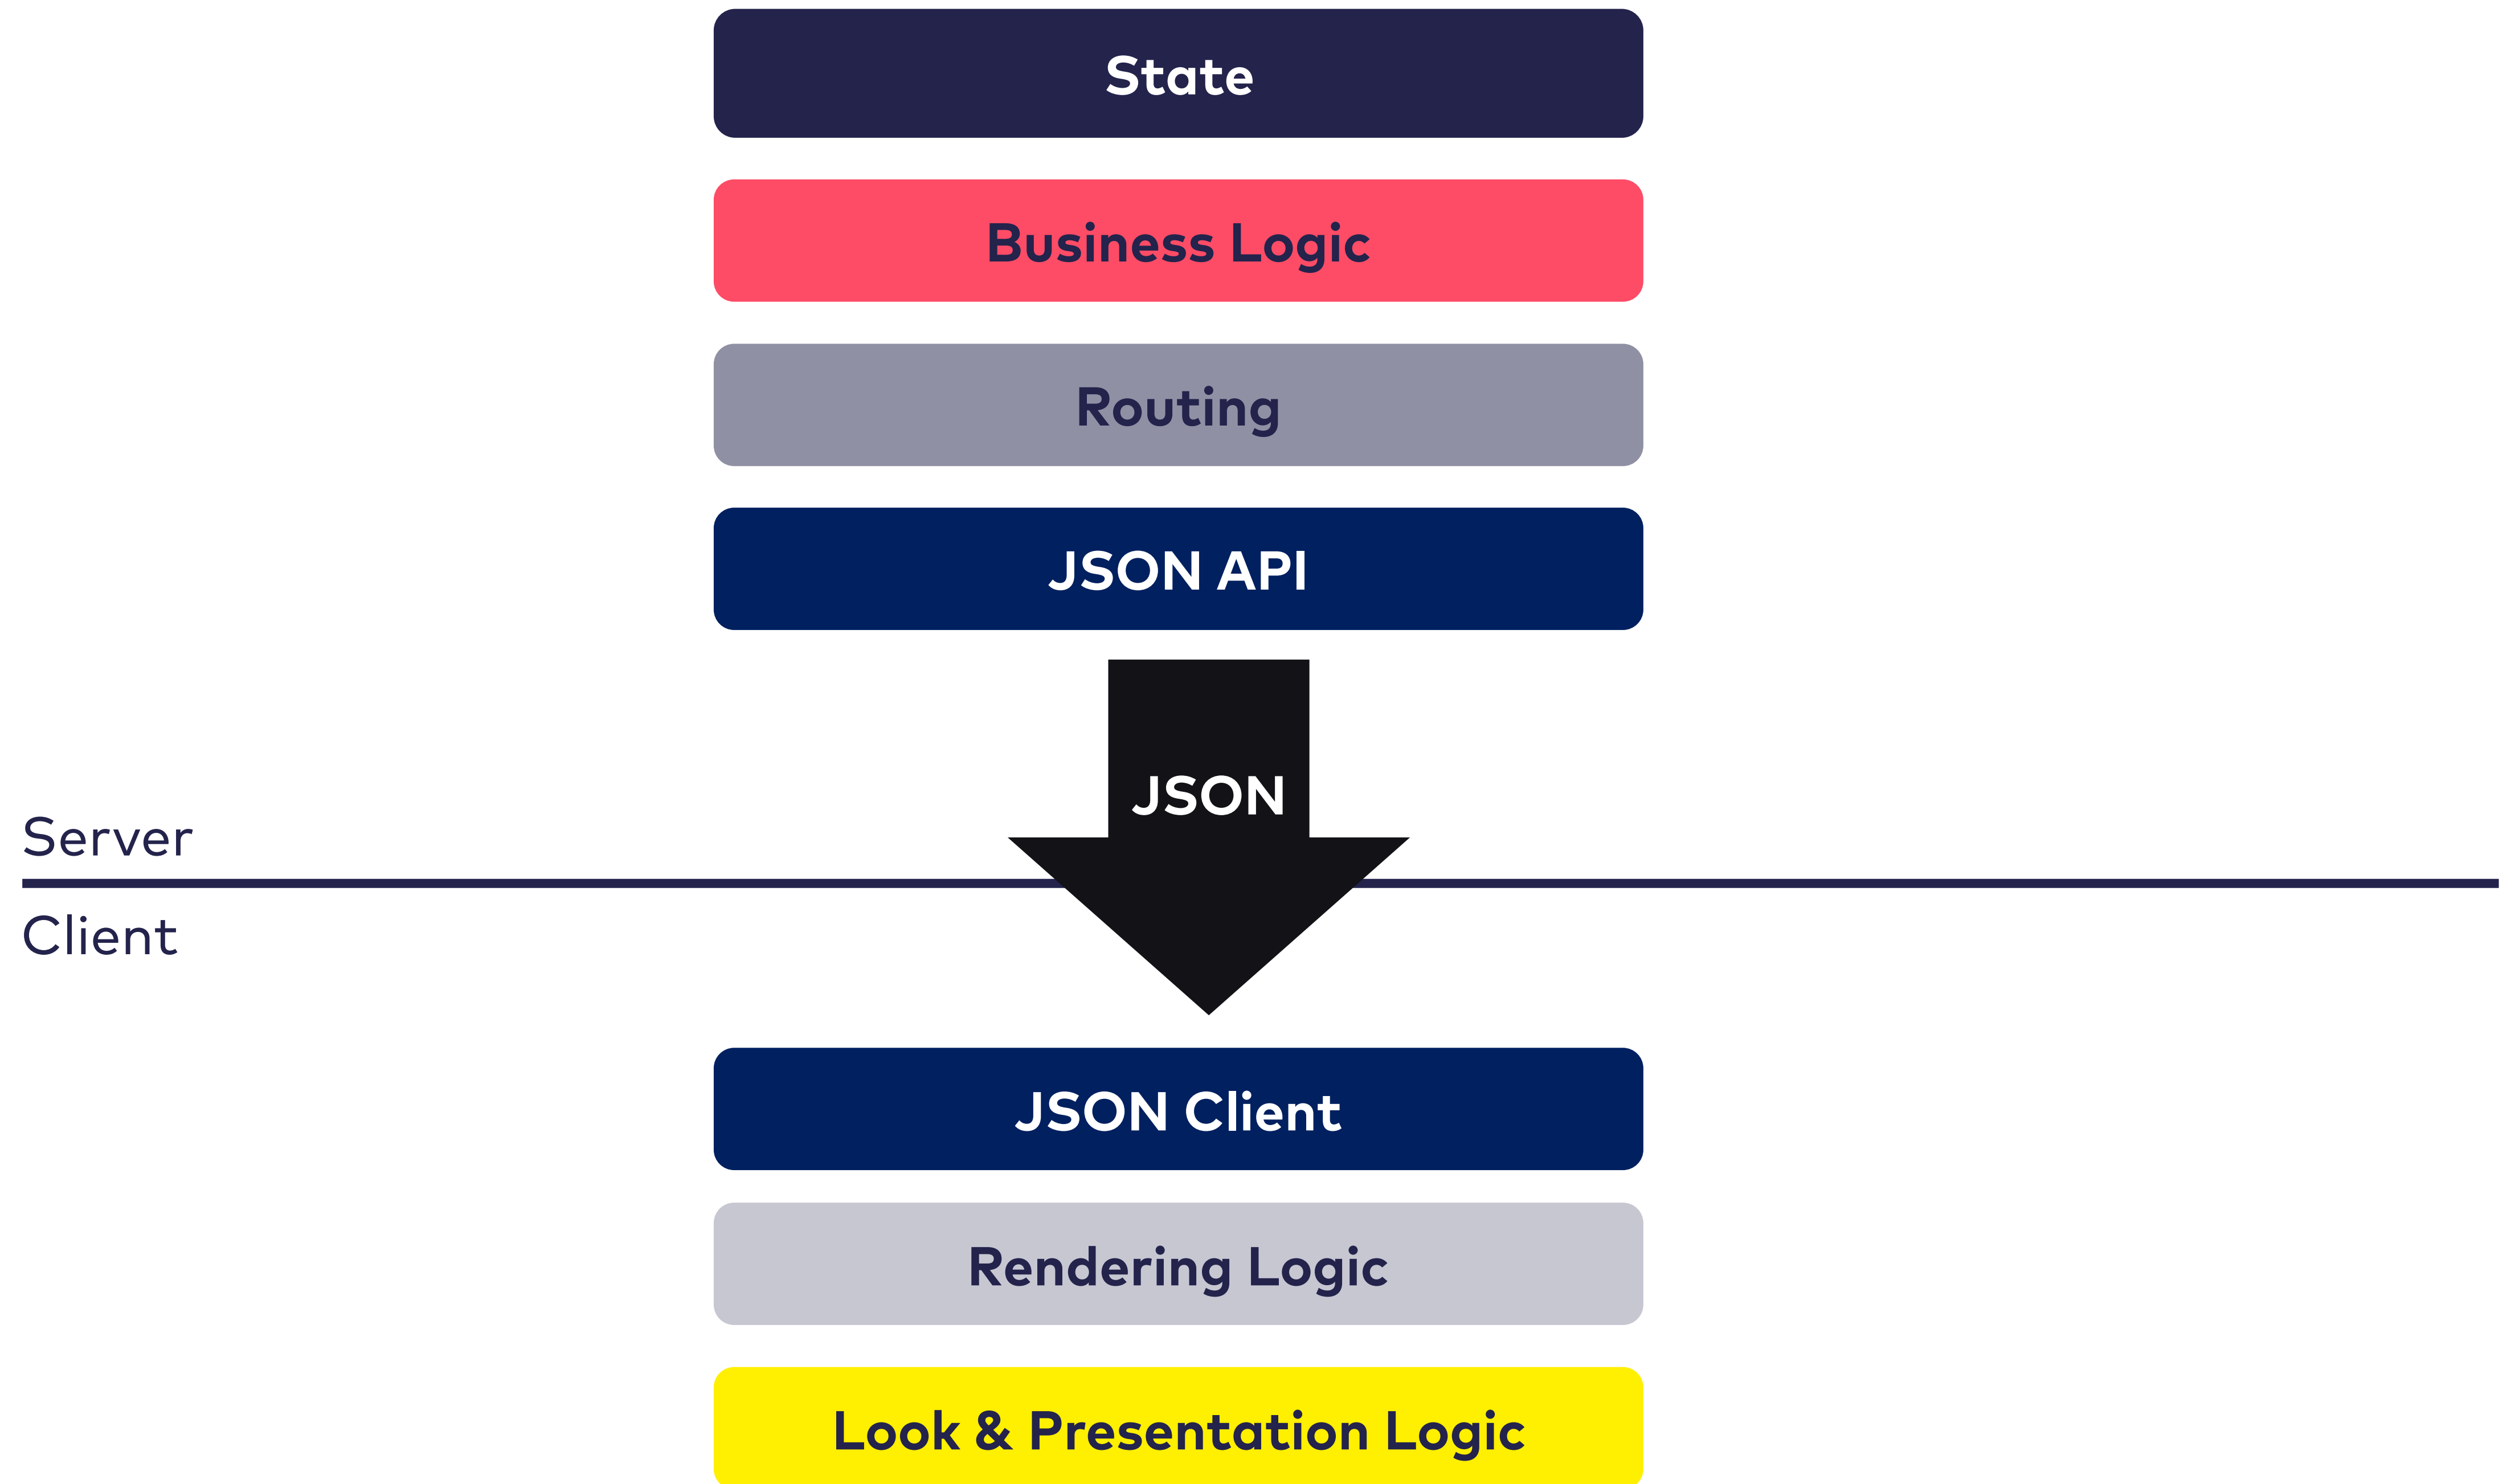 State
Business Logic
Routing
JSON API
JSON
Server
Client
JSON Client
Rendering Logic
Look & Presentation Logic